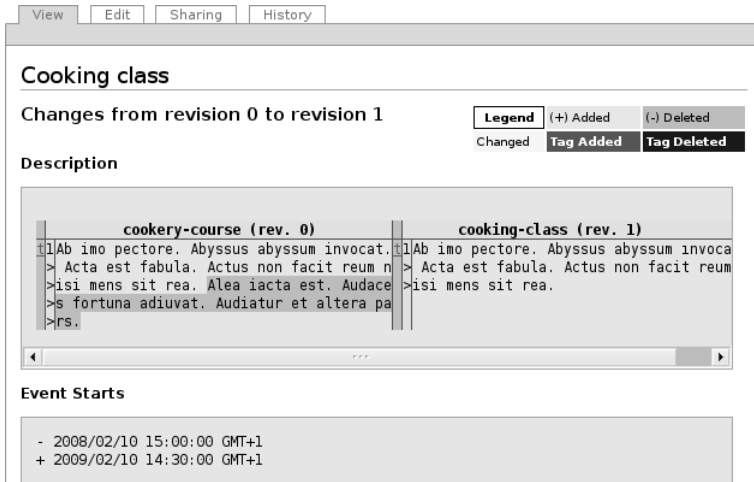 View Edit Sharing History
Cooking class
Changes from revision 0 to revision 1
Legend (+) Added (-) Deleted
Changed Tag Added Tag Deleted
Description
cookery-course (rev. 0) cooking-class (rev. 1)
t1Ab imo pectore. Abyssus abyssum invocat. t1Ab imo pectore. Abyssus abyssum invoca
> Acta est fabula. Actus non facit reum n > Acta est fabula. Actus non facit reum
>isi mens sit rea. Alea iacta est. Audace >isi mens sit rea.
>s fortuna adiuvat. Audiatur et altera pa
>rs.
Event Starts
- 2008/02/10 15:00:00 GMT+1
+ 2009/02/10 14:30:00 GMT+1